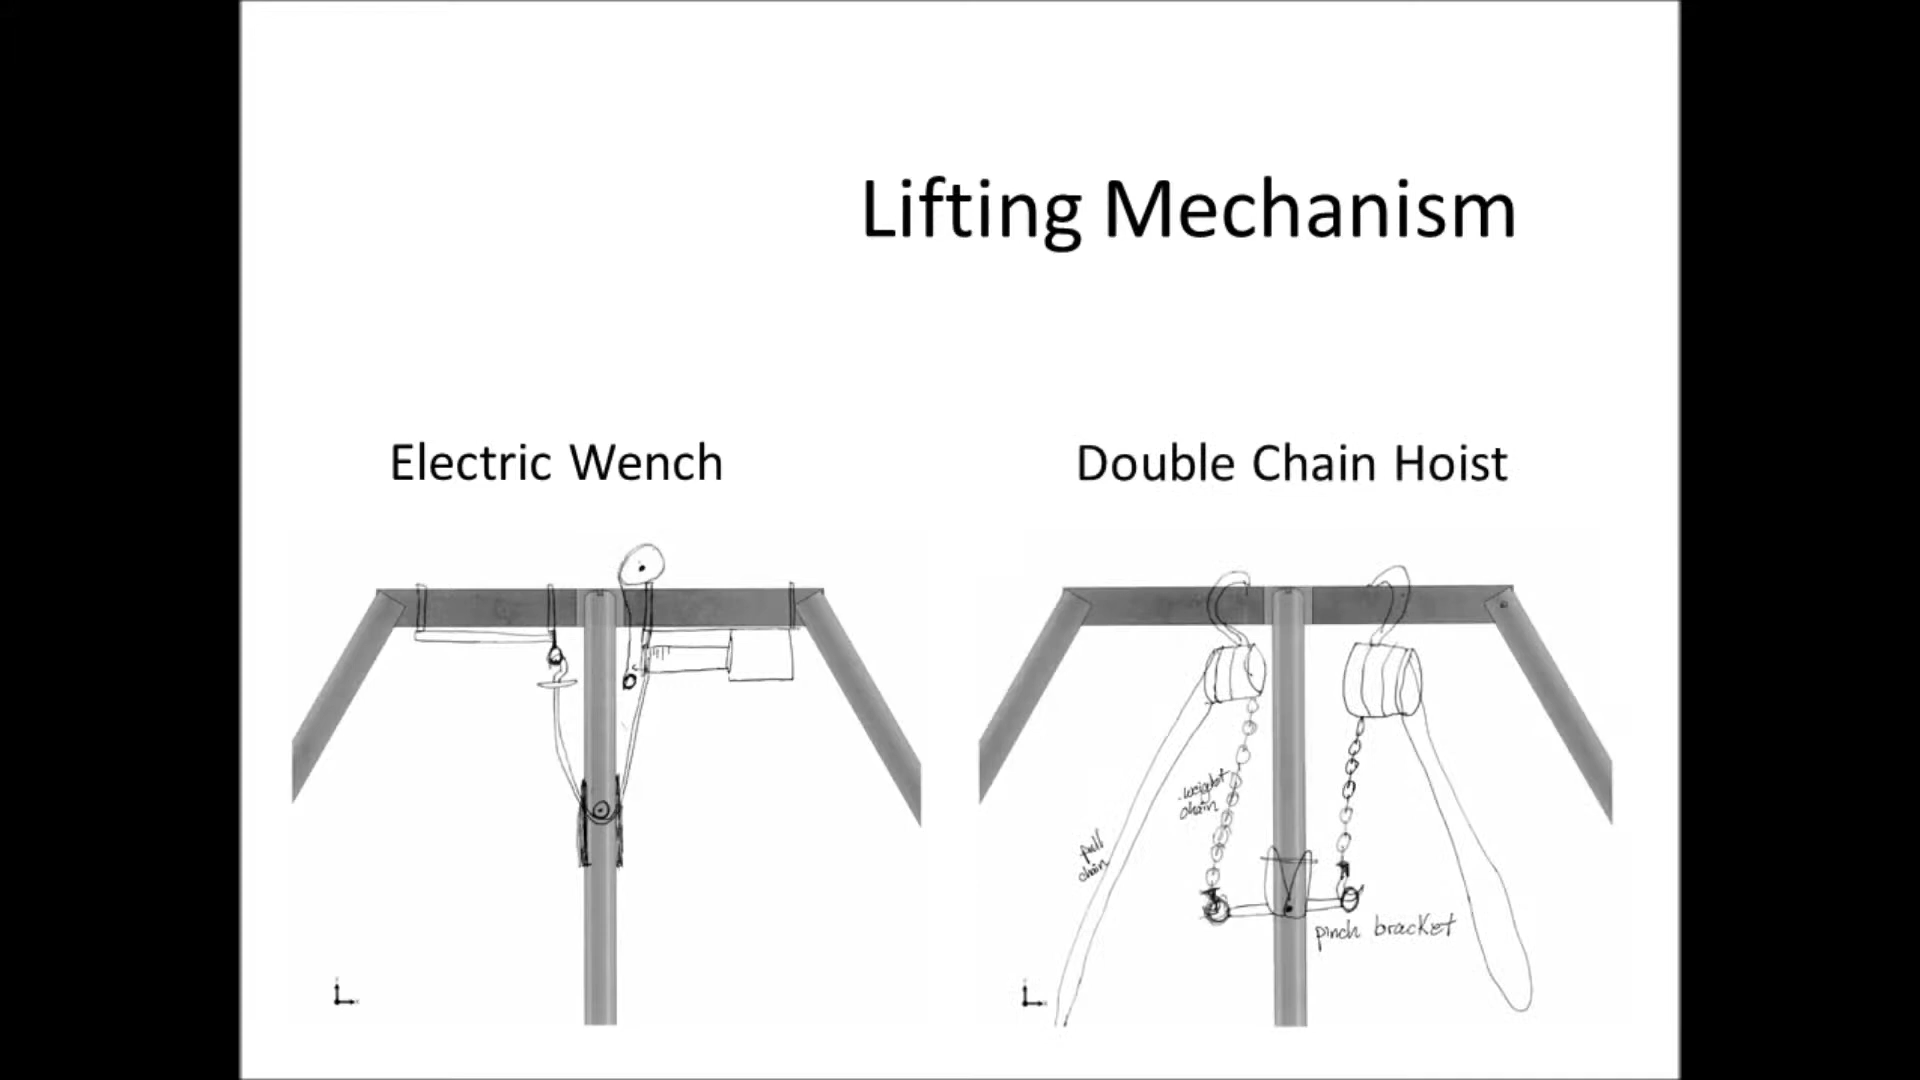 Lifting Mechanism
Electric Wench
Double Chain Hoist
weight
chain
pull
chain
pinch bracket